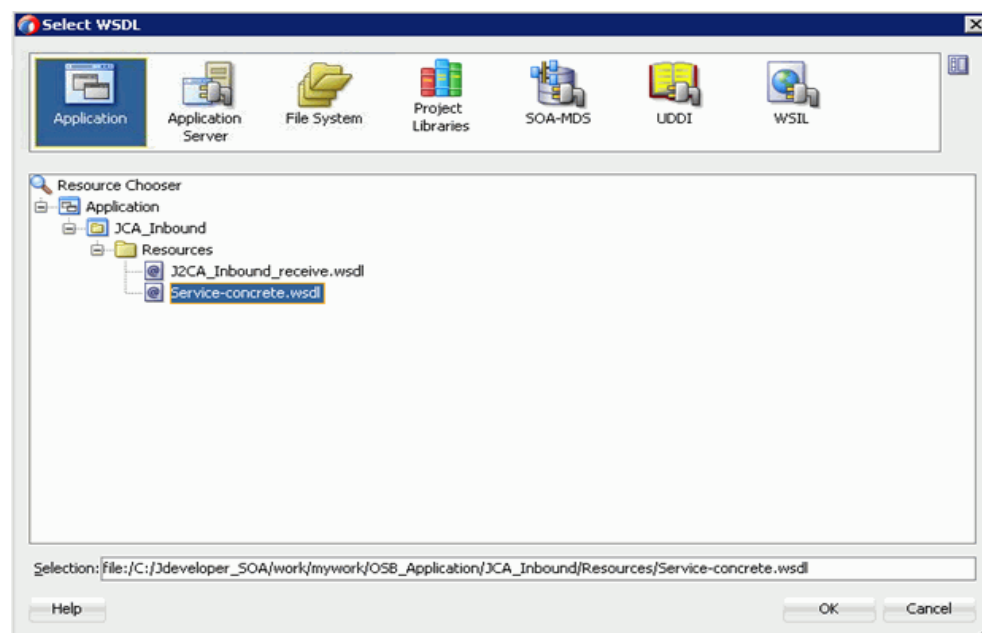 Select WSDL
Application
Application Server
File System
Project Libraries
SOA-MDS
UDDI
WSIL
Resource Chooser
Application
JCA_Inbound
Resources
J2CA_Inbound_receive.wsdl
Service-concrete.wsdl
Selection: file:/C:/Jdeveloper_SOA/work/mywork/OSB_Application/JCA_Inbound/Resources/Service-concrete.wsdl
Help
OK
Cancel